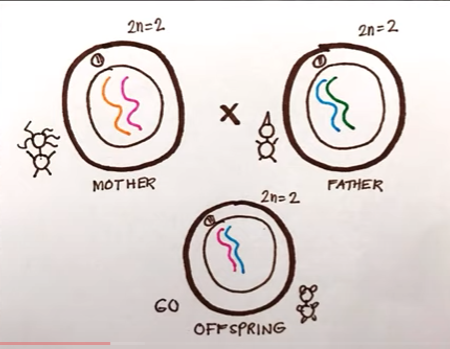 2n=2
2n=2
x
MOTHER
FATHER
2n=2
GO
OFFSPRING